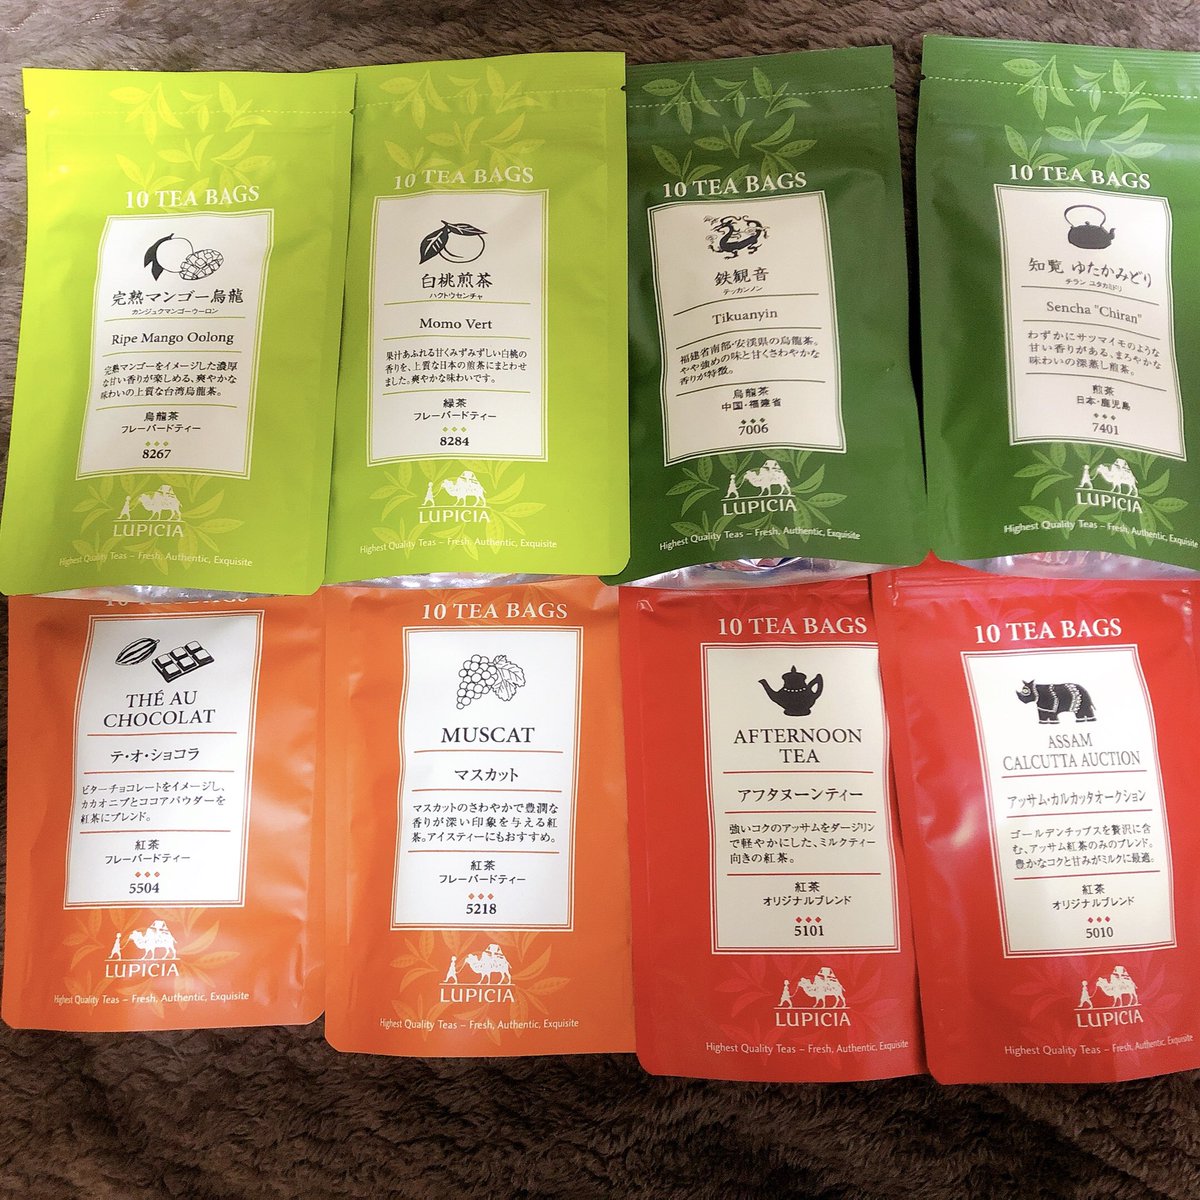 10 TEA BAGS
完熟マンゴー烏龍
カンジュクマンゴーウーロン
Ripe Mango Oolong
完熟マンゴーをイメージした濃厚
な甘い香りが楽しめる、爽やかな
味わいの上質な台湾烏龍茶。
烏龍茶
フレーバードティー
8267
LUPICIA
Highest Quality Teas – Fresh, Authentic, Exquisite
10 TEA BAGS
白桃煎茶
ハクトウセンチャ
Momo Vert
果汁あふれる甘くみずみずしい白桃の
香りを、上質な日本の煎茶にまとわせ
ました。爽やかな味わいです。
緑茶
フレーバードティー
8284
LUPICIA
Highest Quality Teas – Fresh, Authentic, Exquisite
10 TEA BAGS
鉄観音
テッカンノン
Tikuanyin
福建省南部・安渓県の烏龍茶。
やや強めの味と甘くさわやかな
香りが特徴。
烏龍茶
中国・福建省
7006
LUPICIA
Highest Quality Teas – Fresh, Authentic, Exquisite
10 TEA BAGS
知覧 ゆたかみどり
チラン ユタカミドリ
Sencha "Chiran"
わずかにサツマイモのような
甘い香りがある、まろやかな
味わいの深蒸し煎茶。
煎茶
日本・鹿児島
7401
LUPICIA
Highest Quality Teas – Fresh, Authentic, Exquisite
10 TEA BAGS
THÉ AU
CHOCOLAT
テ・オ・ショコラ
ビターチョコレートをイメージし、
カカオニブとココアパウダーを
紅茶にブレンド。
紅茶
フレーバードティー
5504
LUPICIA
Highest Quality Teas – Fresh, Authentic, Exquisite
10 TEA BAGS
MUSCAT
マスカット
マスカットのさわやかで豊潤な
香りが深い印象を与える紅
茶。アイスティーにもおすすめ。
紅茶
フレーバードティー
5218
LUPICIA
Highest Quality Teas – Fresh, Authentic, Exquisite
10 TEA BAGS
AFTERNOON
TEA
アフタヌーンティー
強いコクのアッサムをダージリン
で軽やかにした、ミルクティー
向きの紅茶。
紅茶
オリジナルブレンド
5101
LUPICIA
Highest Quality Teas – Fresh, Authentic, Exquisite
10 TEA BAGS
ASSAM
CALCUTTA AUCTION
アッサム・カルカッタオークション
ゴールデンチップスを贅沢に含
む、アッサム紅茶のみのブレンド。
豊かなコクと甘みがミルクに最適。
紅茶
オリジナルブレンド
5010
LUPICIA
Highest Quality Teas – Fresh, Authentic, Exquisite